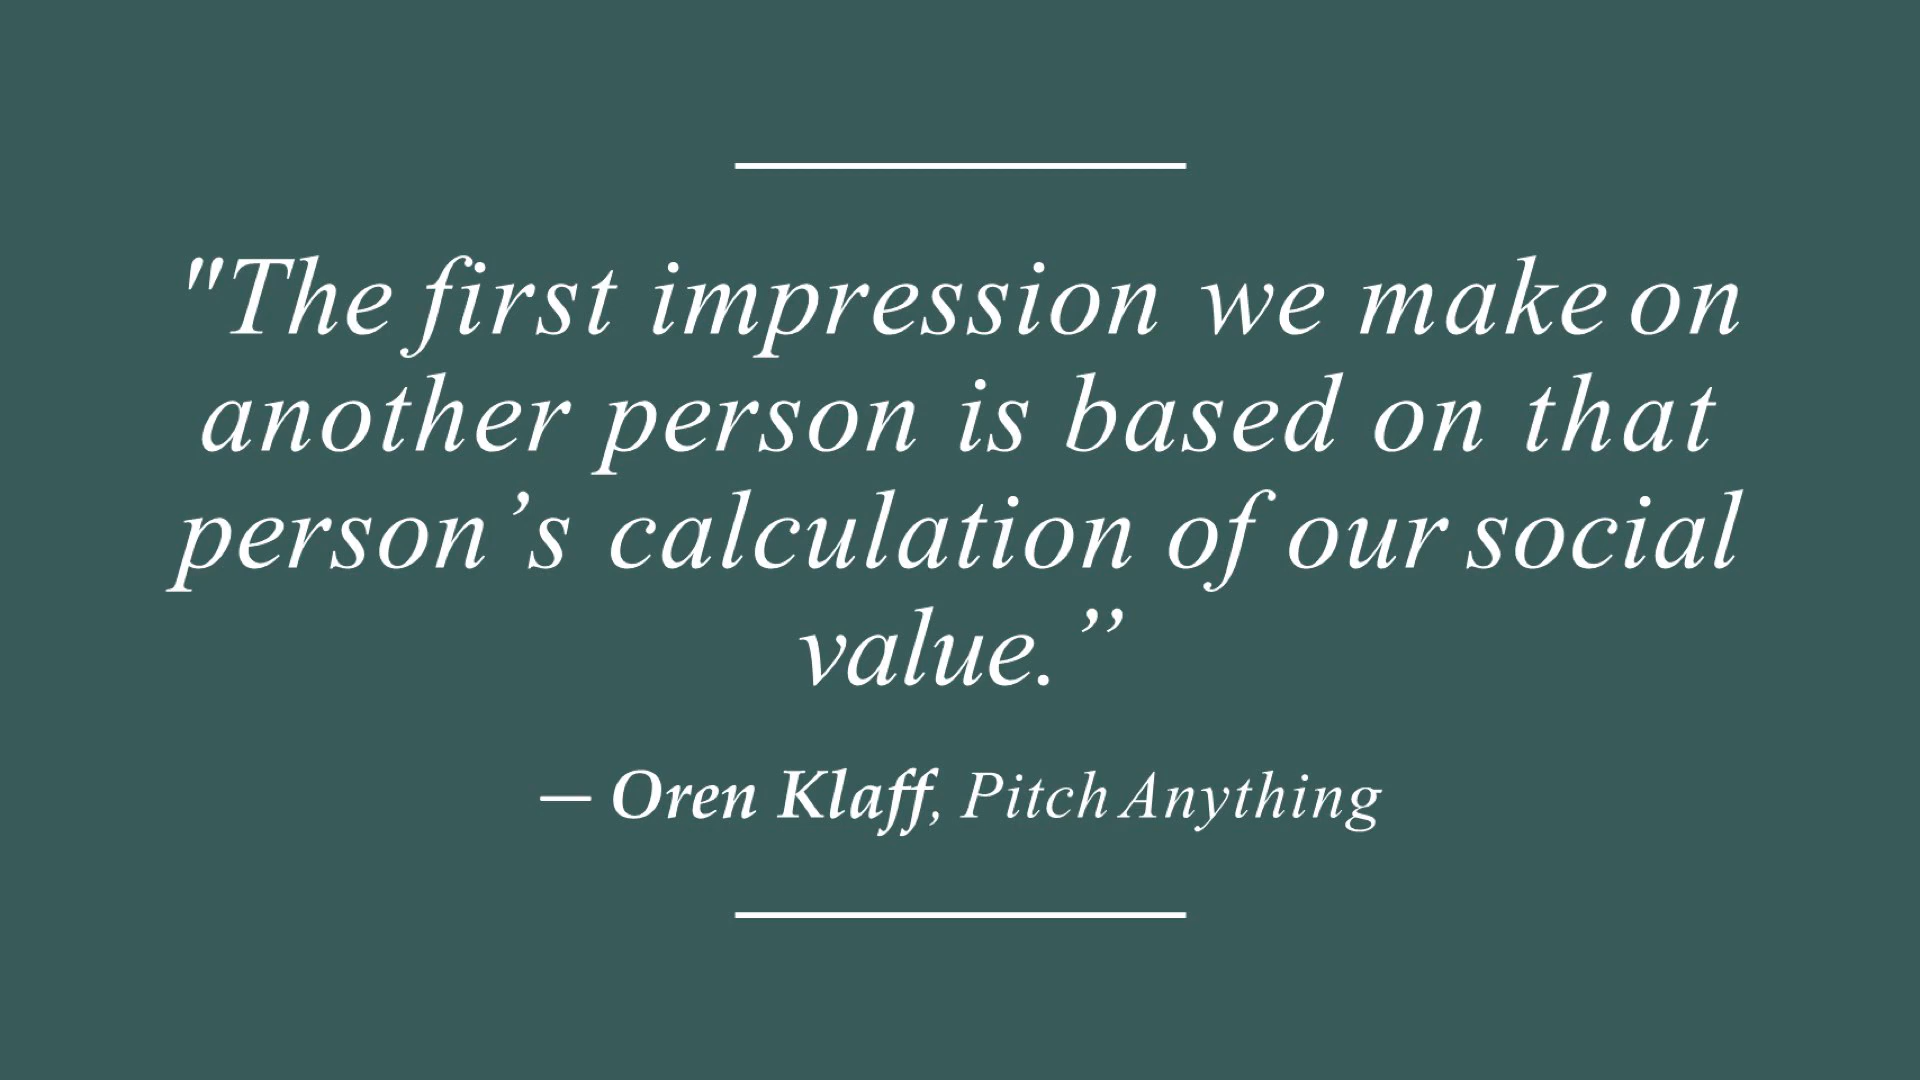 "The first impression we make on
another person is based on that
person’s calculation of our social
value.’’
— Oren Klaff, Pitch Anything